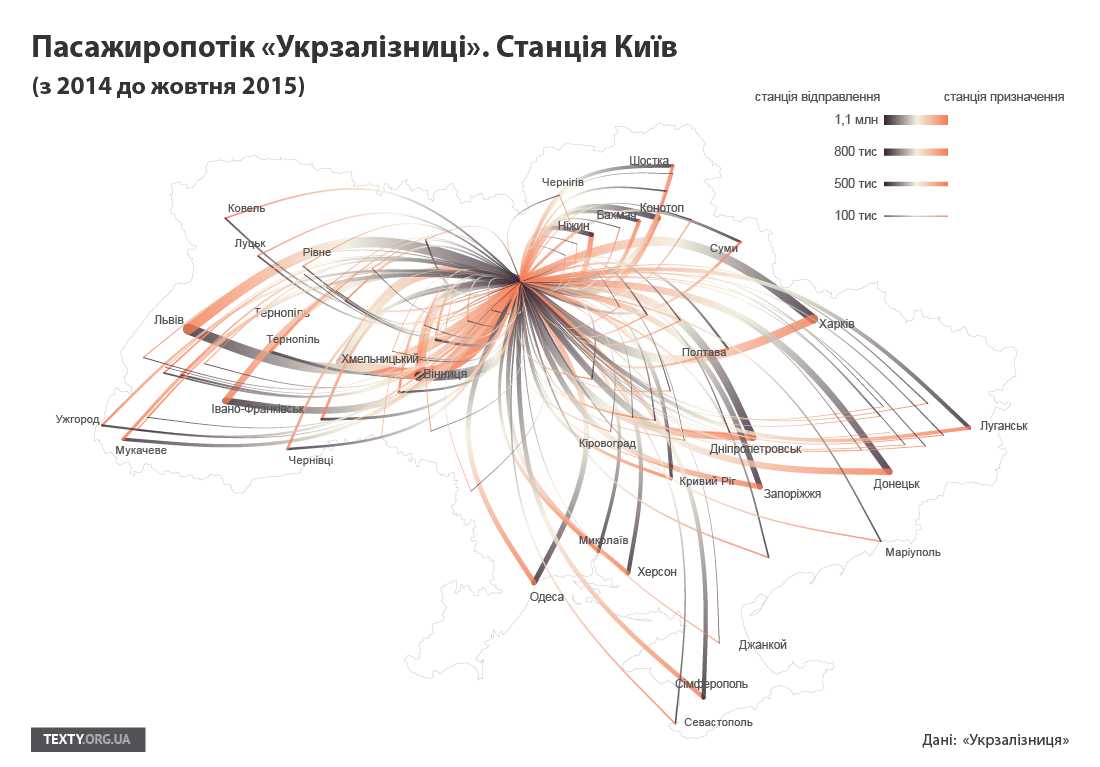 Пасажиропотік «Укрзалізниці». Станція Київ
(з 2014 до жовтня 2015)
станція відправлення станція призначення
1,1 млн
800 тис
500 тис
100 тис
Шостка
Чернігів
Ковель
Конотоп
Бахмач
Ніжин
Луцьк
Рівне
Суми
Львів
Тернопіль
Харків
Тернопіль
Полтава
Хмельницький
Вінниця
Івано-Франківськ
Ужгород
Луганськ
Мукачеве
Кіровоград
Дніпропетровськ
Чернівці
Кривий Ріг
Донецьк
Запоріжжя
Миколаїв
Маріуполь
Херсон
Одеса
Джанкой
Сімферополь
Севастополь
TEXTY.ORG.UA
Дані: «Укрзалізниця»